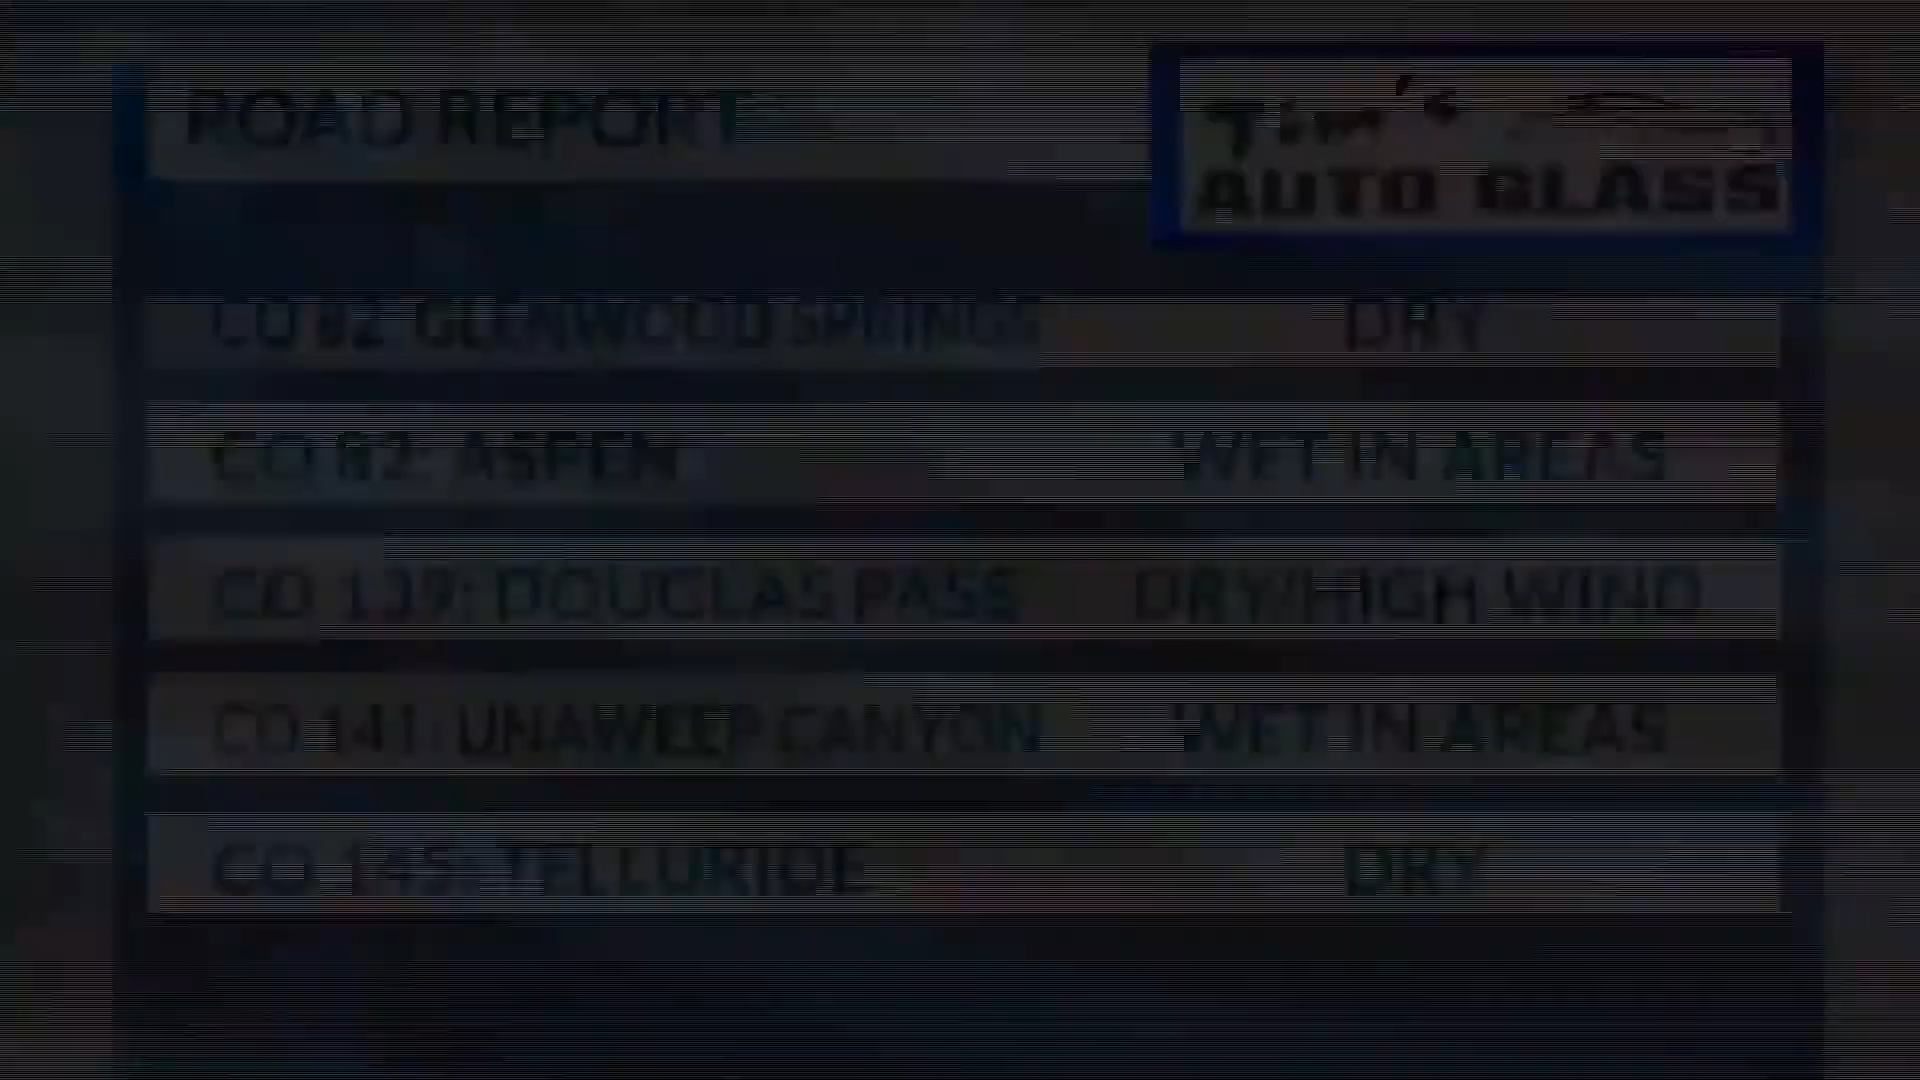 ROAD REPORT
Tim's
AUTO GLASS
CO 82: GLENWOOD SPRINGS DRY
CO 82: ASPEN WET IN AREAS
CO 139: DOUGLAS PASS DRY/HIGH WIND
CO 141: UNAWEEP CANYON WET IN AREAS
CO 145: TELLURIDE DRY